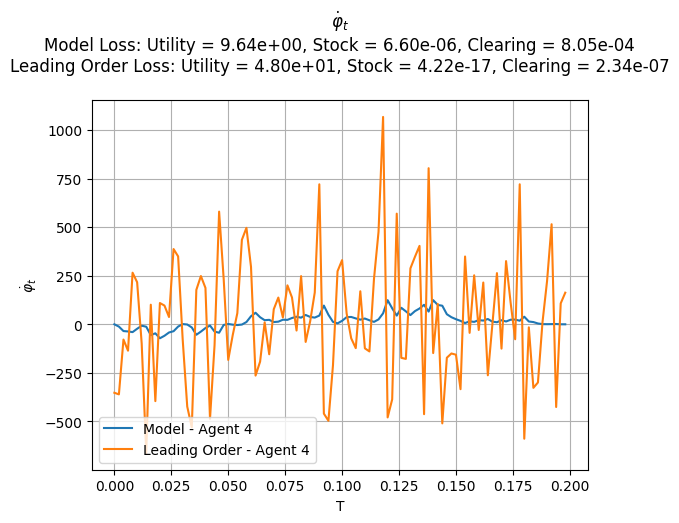 φ̇ₜ
Model Loss: Utility = 9.64e+00, Stock = 6.60e-06, Clearing = 8.05e-04
Leading Order Loss: Utility = 4.80e+01, Stock = 4.22e-17, Clearing = 2.34e-07
1000
750
500
250
0
−250
−500
φ̇ₜ
Model - Agent 4
Leading Order - Agent 4
0.000 0.025 0.050 0.075 0.100 0.125 0.150 0.175 0.200
T